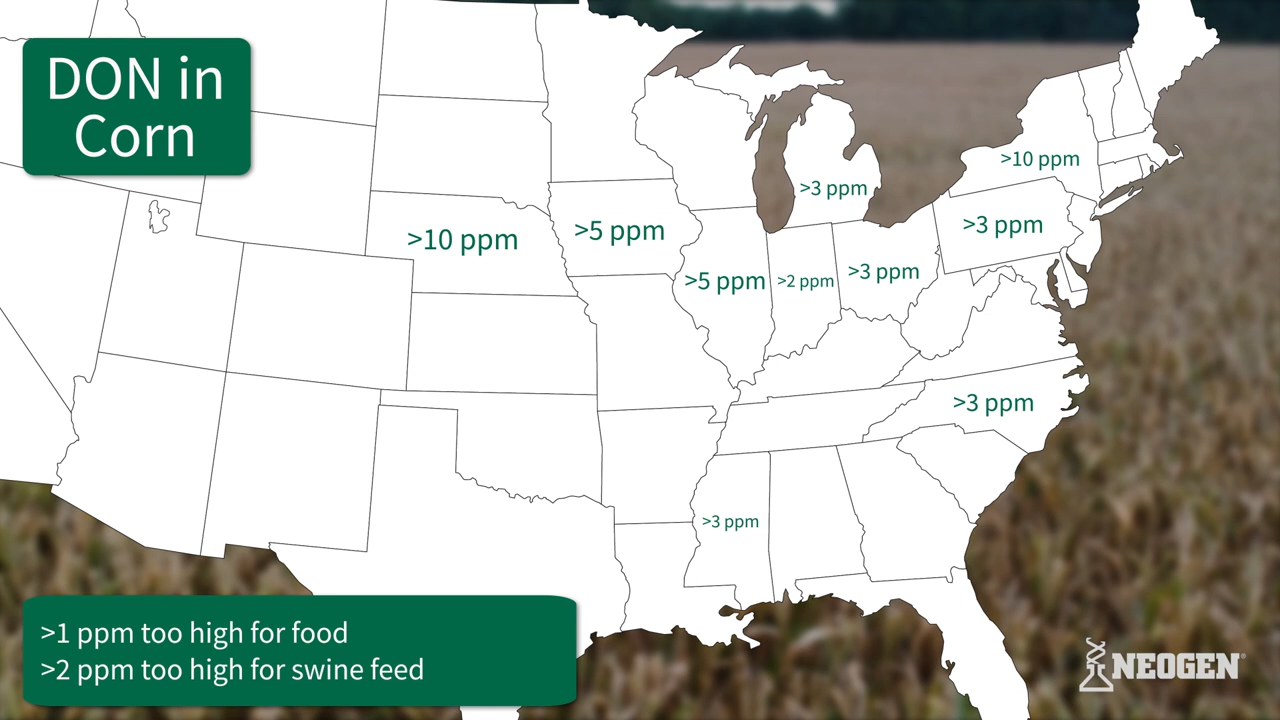 DON in
Corn
>10 ppm
>3 ppm
>3 ppm
>10 ppm
>5 ppm
>5 ppm
>2 ppm
>3 ppm
>3 ppm
>3 ppm
>1 ppm too high for food
>2 ppm too high for swine feed
NEOGEN®